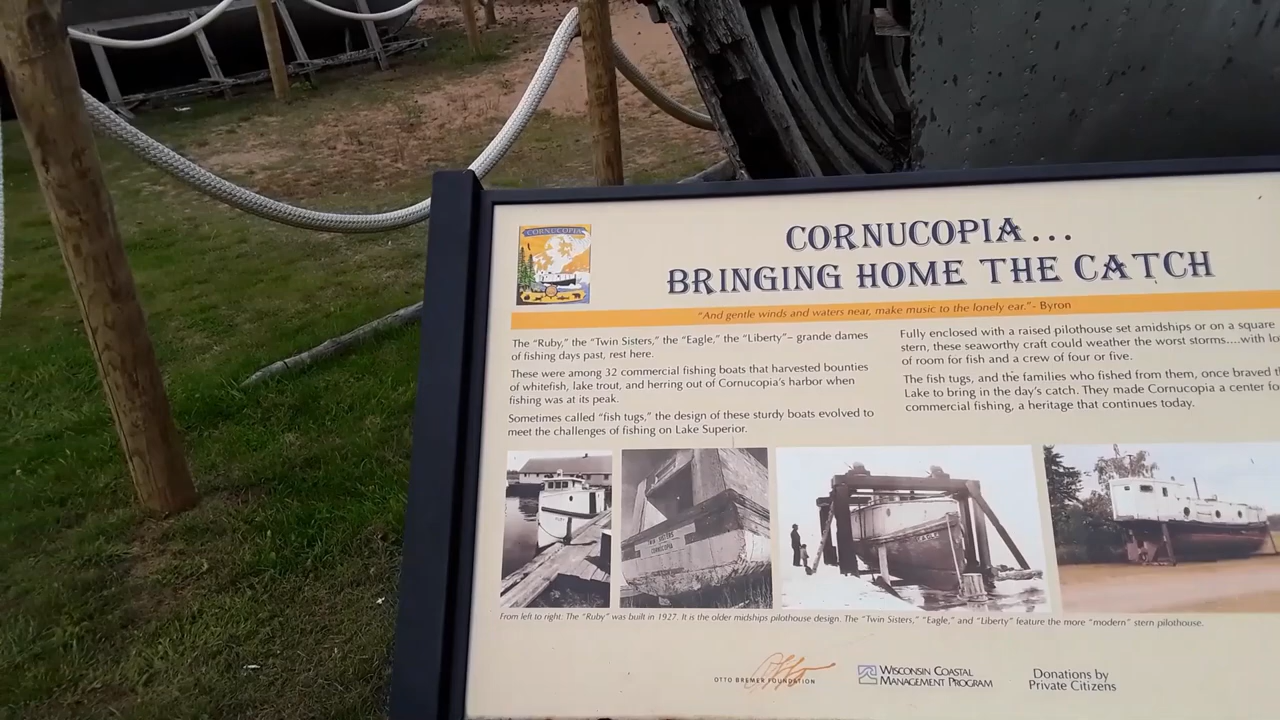 CORNUCOPIA
CORNUCOPIA...
BRINGING HOME THE CATCH
"And gentle winds and waters near, make music to the lonely ear."- Byron
The "Ruby," the "Twin Sisters," the "Eagle," the "Liberty"– grande dames
of fishing days past, rest here.
These were among 32 commercial fishing boats that harvested bounties
of whitefish, lake trout, and herring out of Cornucopia's harbor when
fishing was at its peak.
Sometimes called "fish tugs," the design of these sturdy boats evolved to
meet the challenges of fishing on Lake Superior.
Fully enclosed with a raised pilothouse set amidships or on a square
stern, these seaworthy craft could weather the worst storms....with
of room for fish and a crew of four or five.
The fish tugs, and the families who fished from them, once braved
Lake to bring in the day's catch. They made Cornucopia a center
commercial fishing, a heritage that continues today.
TWIN SISTERS
CORNUCOPIA
EAGLE
From left to right. The "Ruby" was built in 1927. It is the older midships pilothouse design. The "Twin Sisters," "Eagle," and "Liberty" feature the more "modern" stern pilothouse.
OTTO BREMER FOUNDATION
WISCONSIN COASTAL
MANAGEMENT PROGRAM
Donations by
Private Citizens